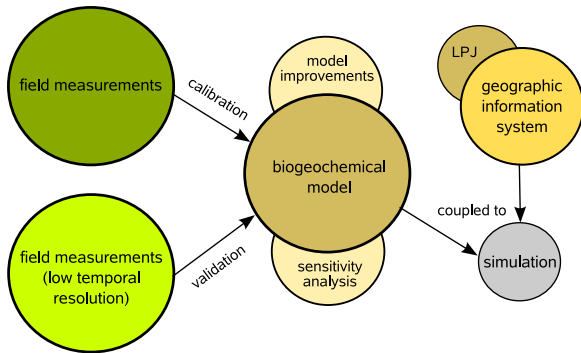 field measurements
calibration
field measurements
(low temporal
resolution)
validation
model
improvements
biogeochemical
model
sensitivity
analysis
LPJ
geographic
information
system
coupled to
simulation